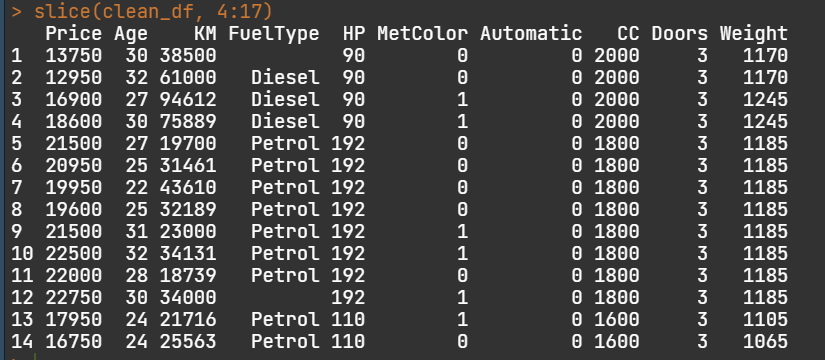 > slice(clean_df, 4:17)
   Price Age    KM FuelType  HP MetColor Automatic   CC Doors Weight
1  13750  30 38500           90        0         0 2000     3   1170
2  12950  32 61000   Diesel  90        0         0 2000     3   1170
3  16900  27 94612   Diesel  90        1         0 2000     3   1245
4  18600  30 75889   Diesel  90        1         0 2000     3   1245
5  21500  27 19700   Petrol 192        0         0 1800     3   1185
6  20950  25 31461   Petrol 192        0         0 1800     3   1185
7  19950  22 43610   Petrol 192        0         0 1800     3   1185
8  19600  25 32189   Petrol 192        0         0 1800     3   1185
9  21500  31 23000   Petrol 192        1         0 1800     3   1185
10 22500  32 34131   Petrol 192        1         0 1800     3   1185
11 22000  28 18739   Petrol 192        0         0 1800     3   1185
12 22750  30 34000          192        1         0 1800     3   1185
13 17950  24 21716   Petrol 110        1         0 1600     3   1105
14 16750  24 25563   Petrol 110        0         0 1600     3   1065